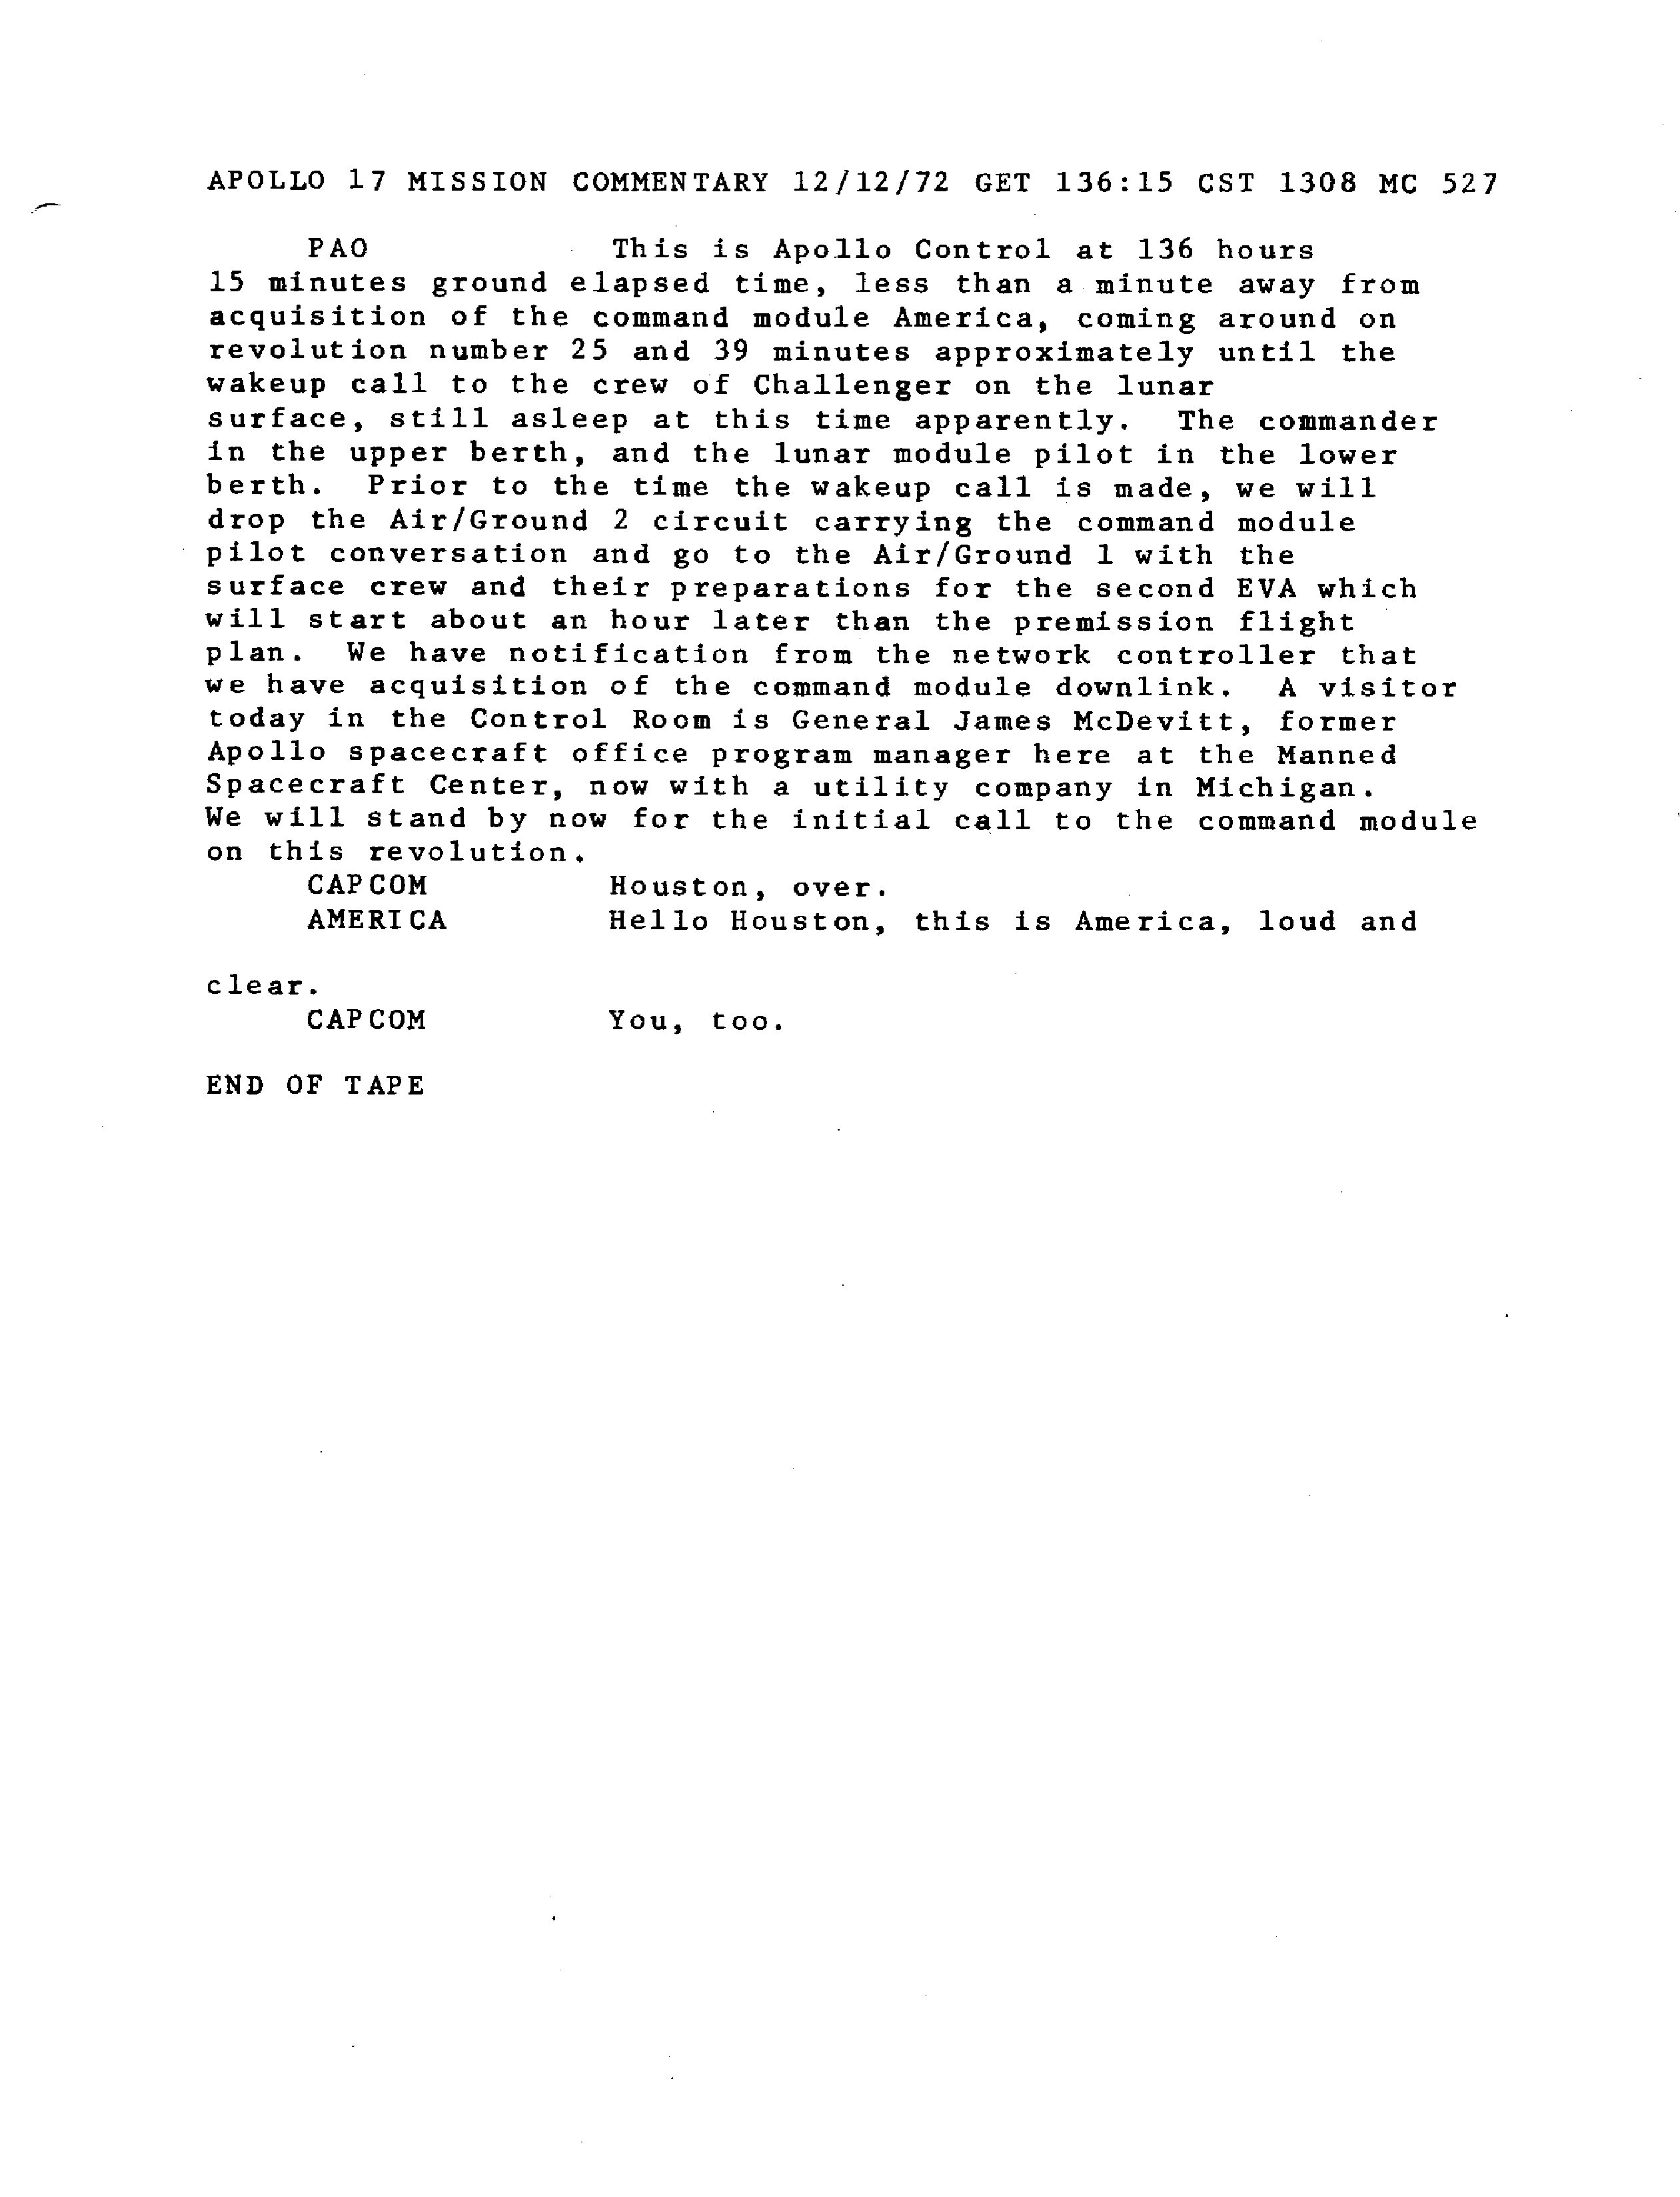 APOLLO 17 MISSION COMMENTARY 12/12/72 GET 136:15 CST 1308 MC 527
PAO This is Apollo Control at 136 hours
15 minutes ground elapsed time, less than a minute away from
acquisition of the command module America, coming around on
revolution number 25 and 39 minutes approximately until the
wakeup call to the crew of Challenger on the lunar
surface, still asleep at this time apparently. The commander
in the upper berth, and the lunar module pilot in the lower
berth. Prior to the time the wakeup call is made, we will
drop the Air/Ground 2 circuit carrying the command module
pilot conversation and go to the Air/Ground 1 with the
surface crew and their preparations for the second EVA which
will start about an hour later than the premission flight
plan. We have notification from the network controller that
we have acquisition of the command module downlink. A visitor
today in the Control Room is General James McDevitt, former
Apollo spacecraft office program manager here at the Manned
Spacecraft Center, now with a utility company in Michigan.
We will stand by now for the initial call to the command module
on this revolution.
CAPCOM Houston, over.
AMERICA Hello Houston, this is America, loud and
clear.
CAPCOM You, too.
END OF TAPE